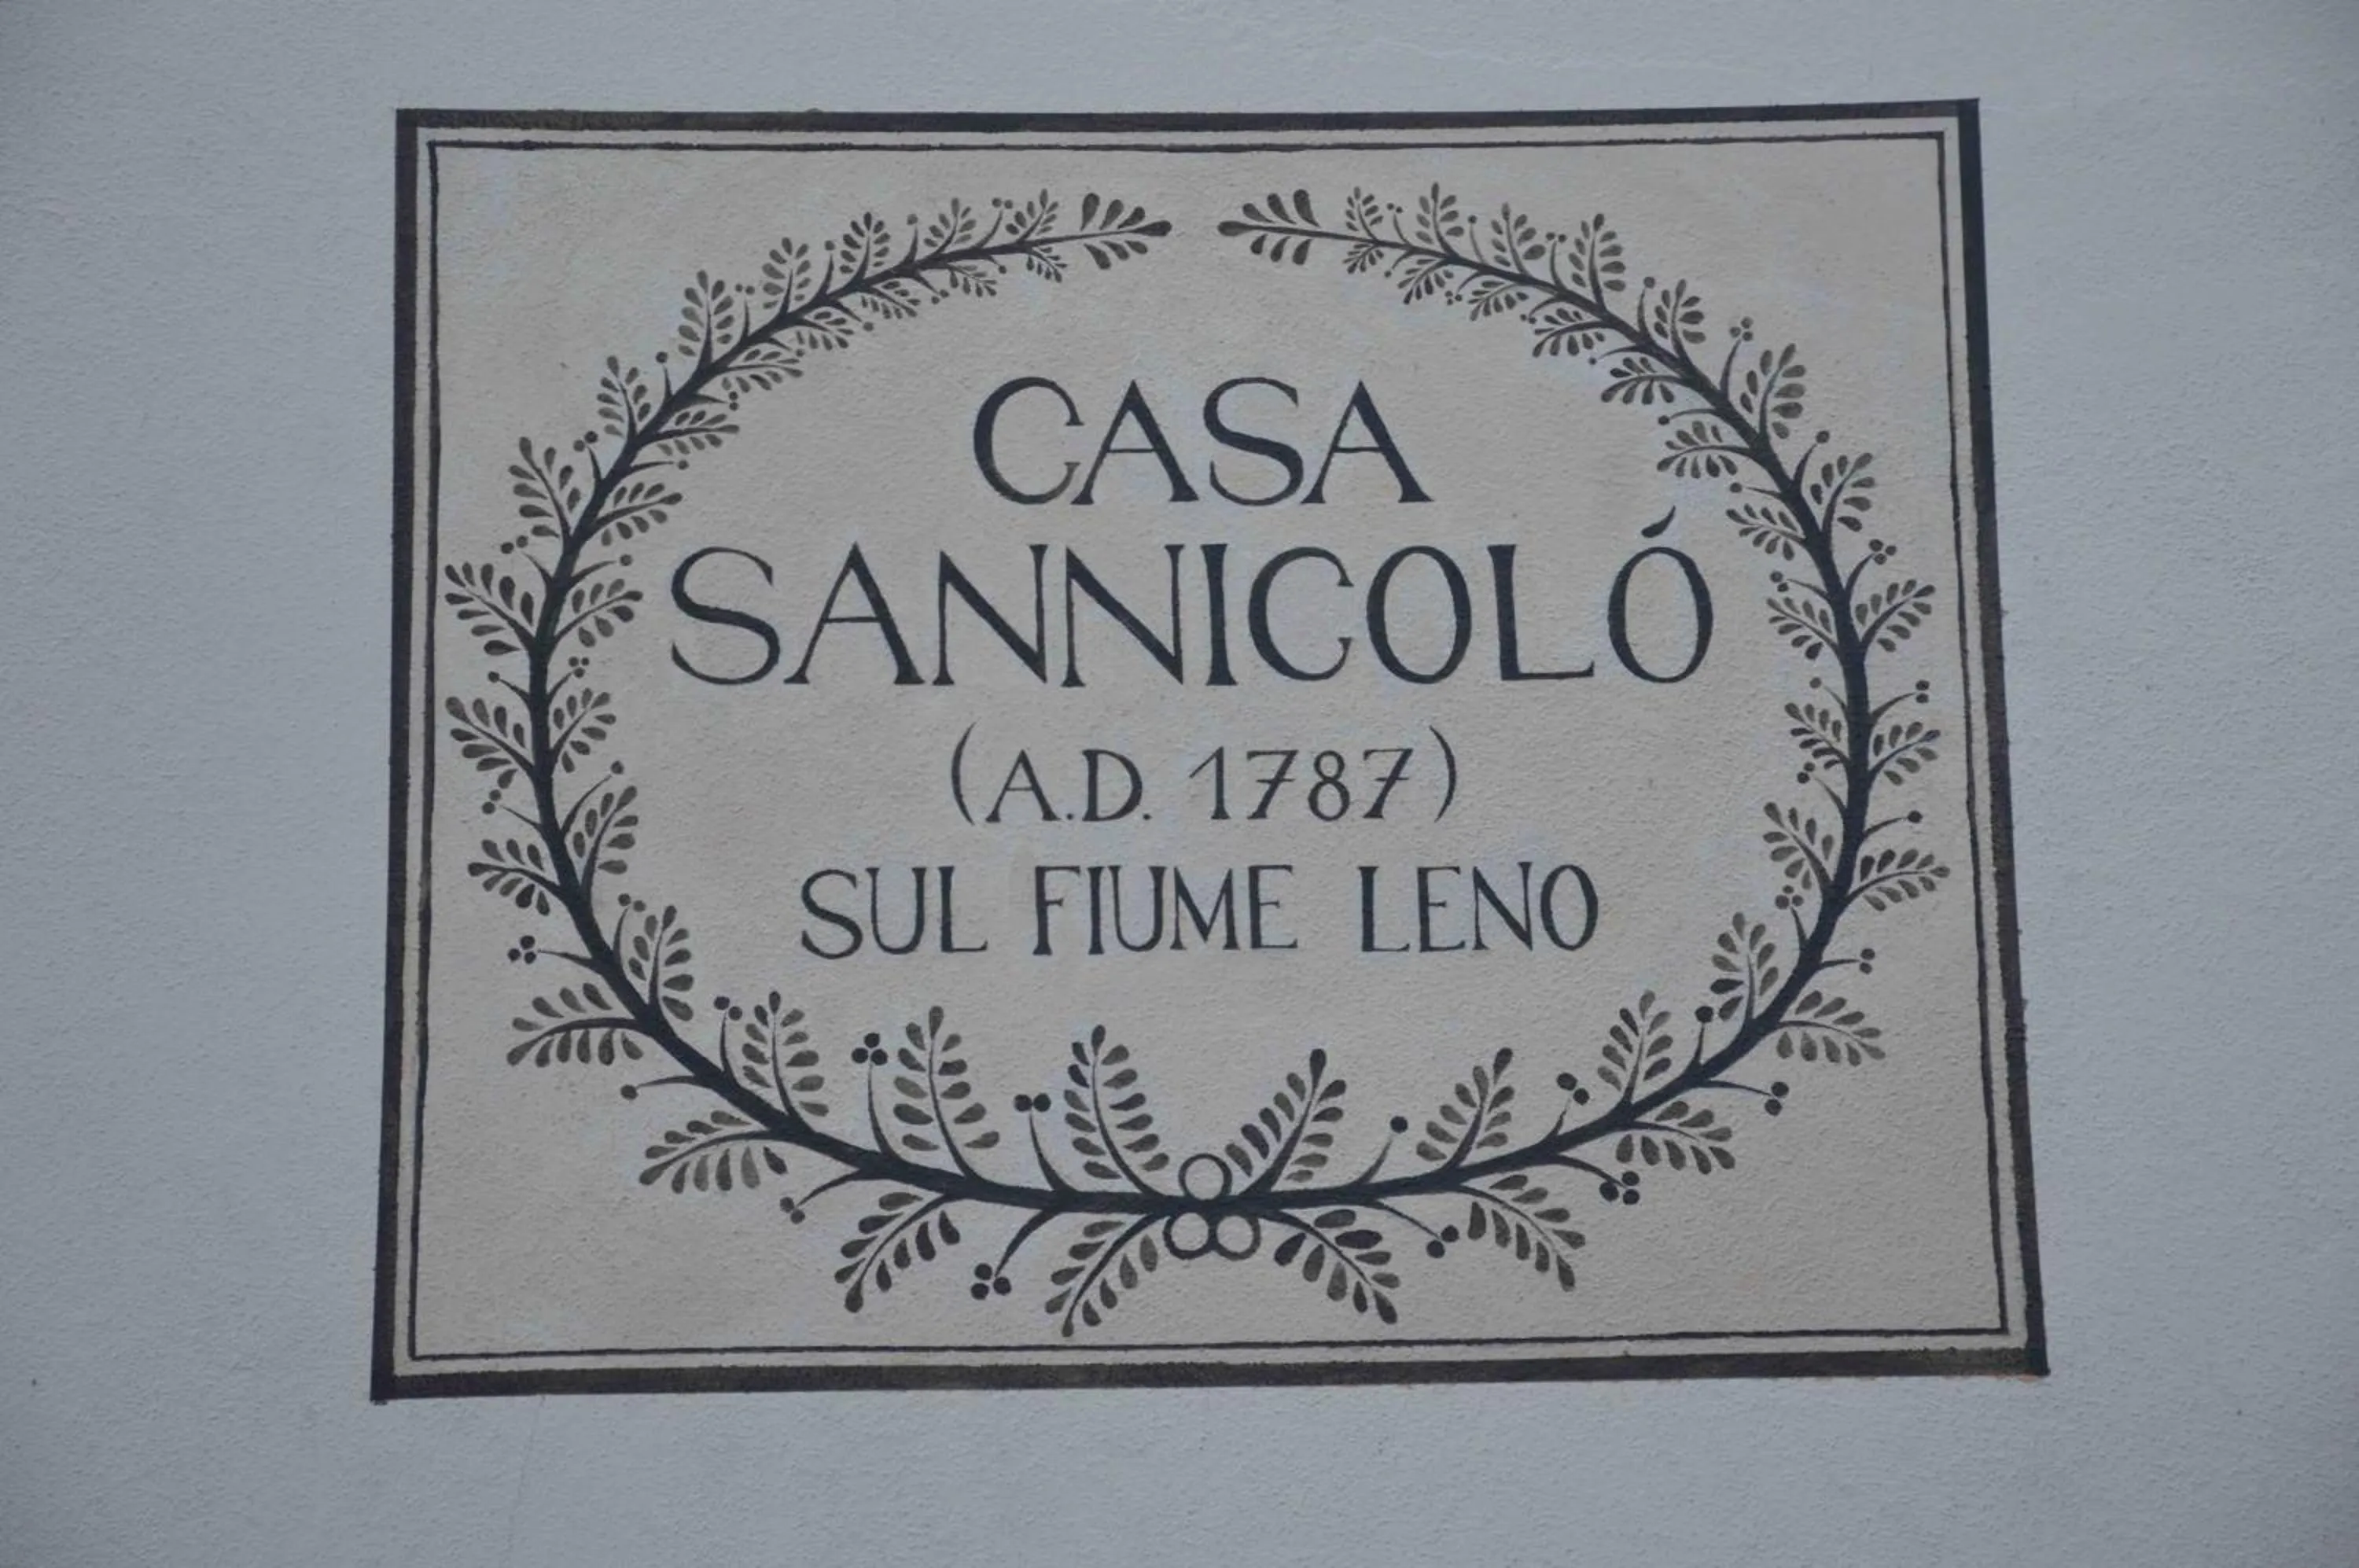 CASA
SANNICOLÓ
(A.D. 1787)
SUL FIUME LENO